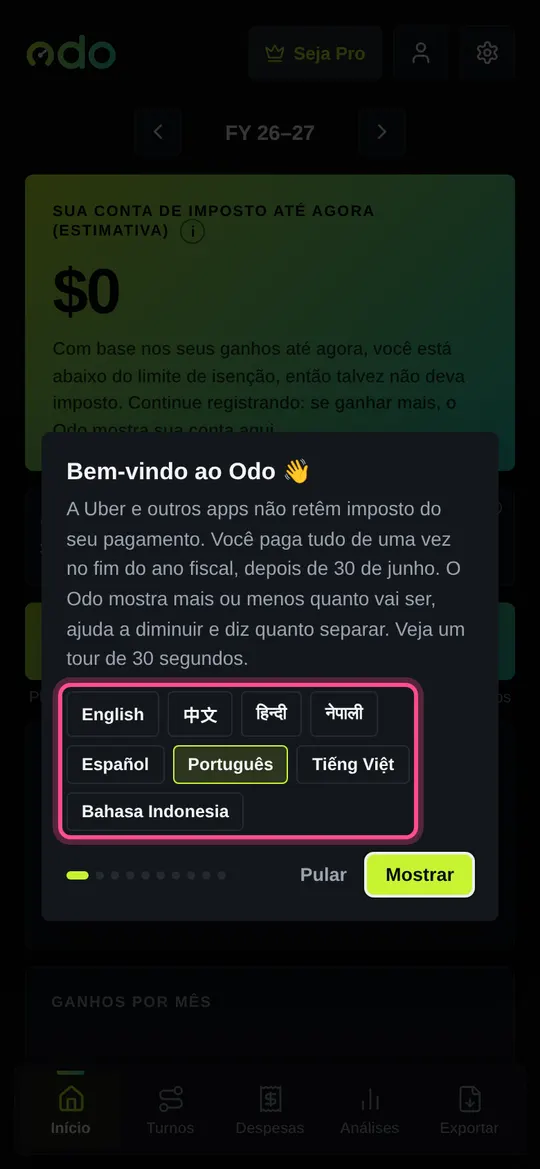 odo
Seja Pro
FY 26–27
SUA CONTA DE IMPOSTO ATÉ AGORA
(ESTIMATIVA) i
$0
Com base nos seus ganhos até agora, você está
abaixo do limite de isenção, então talvez não deva
imposto. Continue registrando: se ganhar mais, o
Odo mostra sua conta aqui.
Bem-vindo ao Odo 👋
A Uber e outros apps não retêm imposto do
seu pagamento. Você paga tudo de uma vez
no fim do ano fiscal, depois de 30 de junho. O
Odo mostra mais ou menos quanto vai ser,
ajuda a diminuir e diz quanto separar. Veja um
tour de 30 segundos.
English 中文 हिन्दी नेपाली
Español Português Tiếng Việt
Bahasa Indonesia
Pular Mostrar
GANHOS POR MÊS
Início Turnos Despesas Análises Exportar